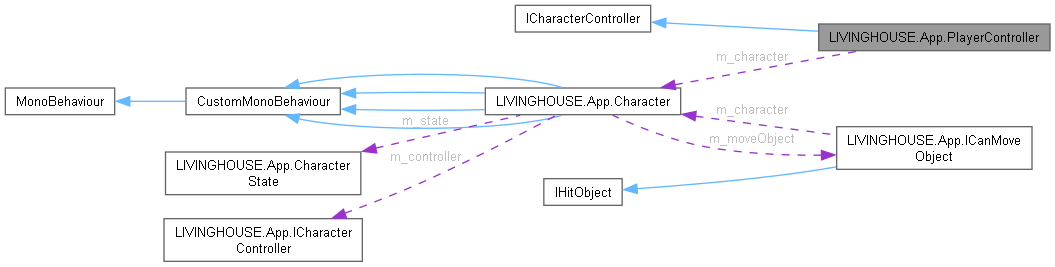 ICharacterController
LIVINGHOUSE.App.PlayerController
m_character
MonoBehaviour
CustomMonoBehaviour
LIVINGHOUSE.App.Character
m_character
m_state
m_moveObject
LIVINGHOUSE.App.ICanMove
Object
m_controller
LIVINGHOUSE.App.Character
State
IHitObject
LIVINGHOUSE.App.ICharacter
Controller